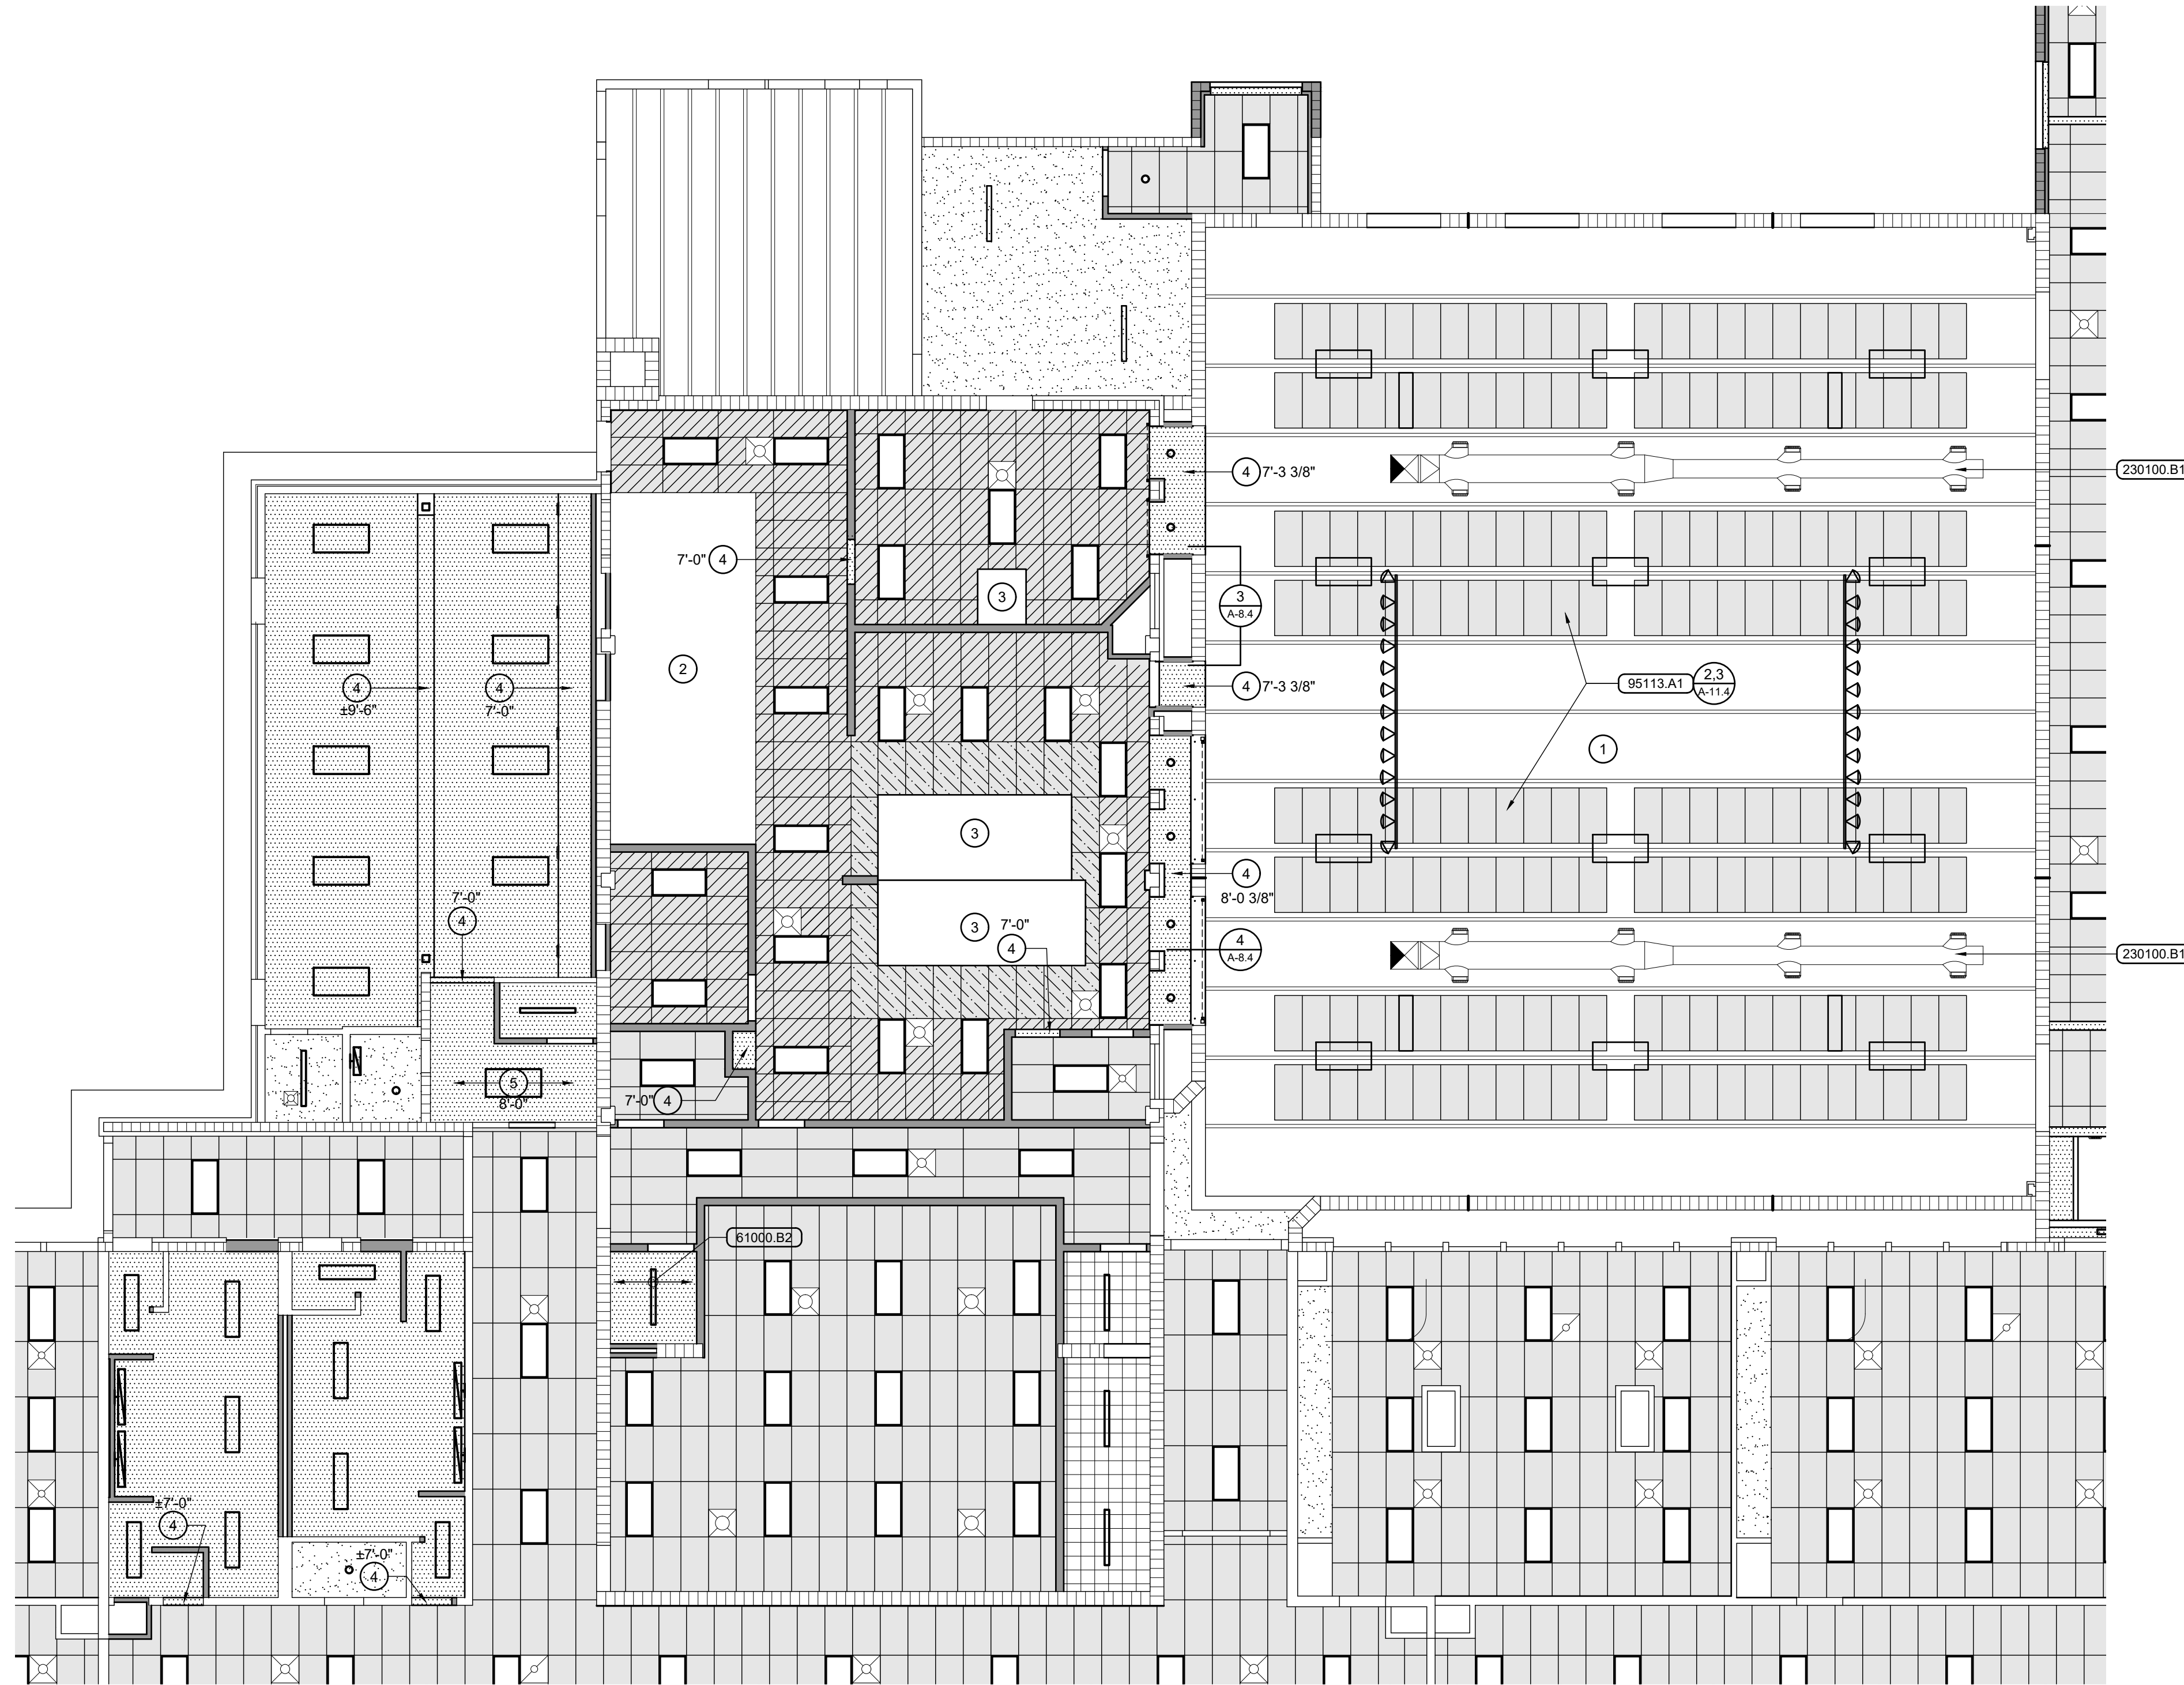 4 7'-3 3/8"
230100.B1
7'-0" 4
3
3
A-8.4
2
4
±9'-6"
4
7'-0"
4 7'-3 3/8"
95113.A1
2,3
A-11.4
1
3
4
8'-0 3/8"
7'-0"
4
3
7'-0"
4
4
A-8.4
230100.B1
5
8'-0"
7'-0" 4
61000.B2
±7'-0"
4
±7'-0"
4